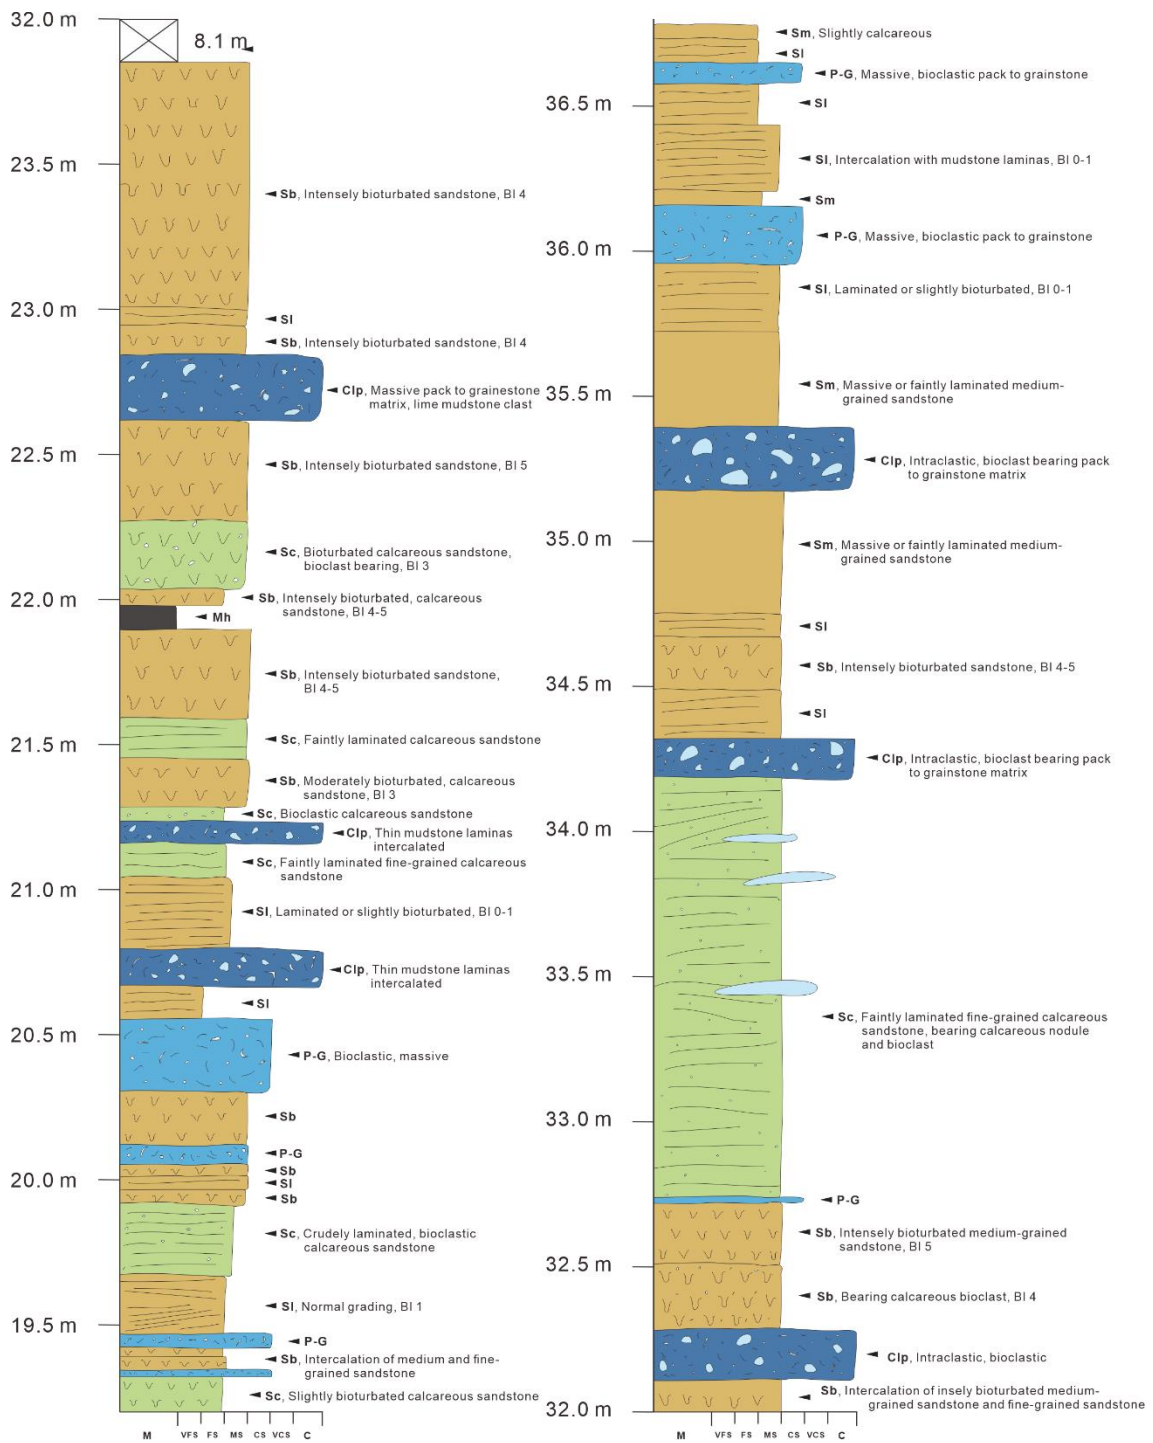 32.0 m
8.1 m
23.5 m
Sb, Intensely bioturbated sandstone, BI 4
23.0 m
Sl
Sb, Intensely bioturbated sandstone, BI 4
Clp, Massive pack to grainestone
matrix, lime mudstone clast
22.5 m
Sb, Intensely bioturbated sandstone, BI 5
Sc, Bioturbated calcareous sandstone,
bioclast bearing, BI 3
22.0 m
Sb, Intensely bioturbated, calcareous
sandstone, BI 4-5
Mh
Sb, Intensely bioturbated sandstone,
BI 4-5
21.5 m
Sc, Faintly laminated calcareous sandstone
Sb, Moderately bioturbated, calcareous
sandstone, BI 3
Sc, Bioclastic calcareous sandstone
Clp, Thin mudstone laminas
intercalated
Sc, Faintly laminated fine-grained calcareous
sandstone
21.0 m
Sl, Laminated or slightly bioturbated, BI 0-1
Clp, Thin mudstone laminas
intercalated
Sl
20.5 m
P-G, Bioclastic, massive
Sb
P-G
Sb
20.0 m
Sl
Sb
Sc, Crudely laminated, bioclastic
calcareous sandstone
Sl, Normal grading, BI 1
19.5 m
P-G
Sb, Intercalation of medium and fine-
grained sandstone
Sc, Slightly bioturbated calcareous sandstone
M VFS FS MS CS VCS C
Sm, Slightly calcareous
Sl
P-G, Massive, bioclastic pack to grainstone
36.5 m
Sl
Sl, Intercalation with mudstone laminas, BI 0-1
Sm
P-G, Massive, bioclastic pack to grainstone
36.0 m
Sl, Laminated or slightly bioturbated, BI 0-1
35.5 m
Sm, Massive or faintly laminated medium-
grained sandstone
Clp, Intraclastic, bioclast bearing pack
to grainstone matrix
35.0 m
Sm, Massive or faintly laminated medium-
grained sandstone
Sl
Sb, Intensely bioturbated sandstone, BI 4-5
34.5 m
Sl
Clp, Intraclastic, bioclast bearing pack
to grainstone matrix
34.0 m
33.5 m
Sc, Faintly laminated fine-grained calcareous
sandstone, bearing calcareous nodule
and bioclast
33.0 m
P-G
Sb, Intensely bioturbated medium-grained
sandstone, BI 5
32.5 m
Sb, Bearing calcareous bioclast, BI 4
Clp, Intraclastic, bioclastic
Sb, Intercalation of insely bioturbated medium-
grained sandstone and fine-grained sandstone
32.0 m
M VFS FS MS CS VCS C